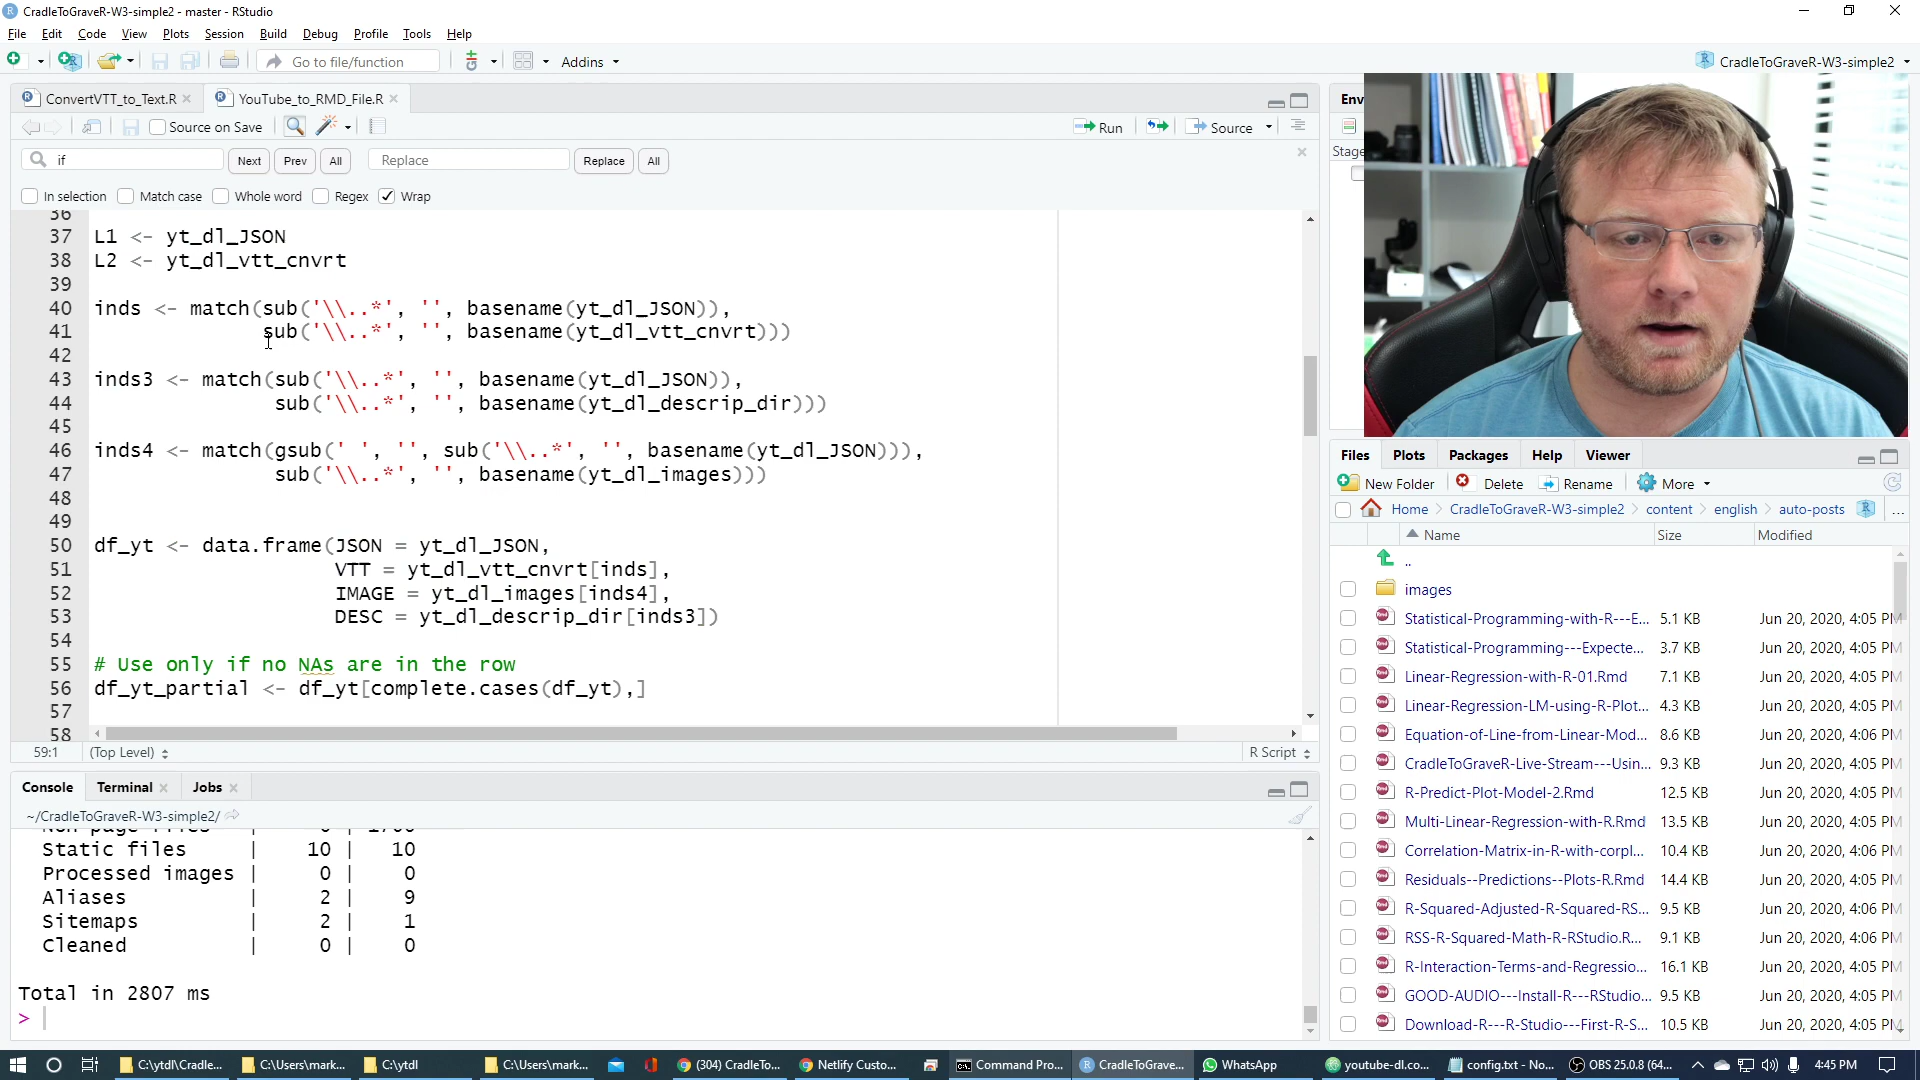 CradleToGraveR-W3-simple2 - master - RStudio
File Edit Code View Plots Session Build Debug Profile Tools Help
Go to file/function
Addins
CradleToGraveR-W3-simple2
ConvertVTT_to_Text.R
YouTube_to_RMD_File.R
Source on Save
Run
Source
if
Next
Prev
All
Replace
Replace
All
In selection
Match case
Whole word
Regex
Wrap
36
37 L1 <- yt_dl_JSON
38 L2 <- yt_dl_vtt_cnvrt
39
40 inds <- match(sub('\\..*', '', basename(yt_dl_JSON)),
41 sub('\\..*', '', basename(yt_dl_vtt_cnvrt)))
42
43 inds3 <- match(sub('\\..*', '', basename(yt_dl_JSON)),
44 sub('\\..*', '', basename(yt_dl_descrip_dir)))
45
46 inds4 <- match(gsub(' ', '', sub('\\..*', '', basename(yt_dl_JSON))),
47 sub('\\..*', '', basename(yt_dl_images)))
48
49
50 df_yt <- data.frame(JSON = yt_dl_JSON,
51 VTT = yt_dl_vtt_cnvrt[inds],
52 IMAGE = yt_dl_images[inds4],
53 DESC = yt_dl_descrip_dir[inds3])
54
55 # Use only if no NAs are in the row
56 df_yt_partial <- df_yt[complete.cases(df_yt),]
57
58
59:1 (Top Level) R Script
Console Terminal Jobs
~/CradleToGraveR-W3-simple2/
Static files | 10 | 10
Processed images | 0 | 0
Aliases | 2 | 9
Sitemaps | 2 | 1
Cleaned | 0 | 0
Total in 2807 ms
>
Env
Stage
Files Plots Packages Help Viewer
New Folder Delete Rename More
Home CradleToGraveR-W3-simple2 content english auto-posts ...
Name Size Modified
..
images
Statistical-Programming-with-R---E... 5.1 KB Jun 20, 2020, 4:05 PM
Statistical-Programming---Expecte... 3.7 KB Jun 20, 2020, 4:05 PM
Linear-Regression-with-R-01.Rmd 7.1 KB Jun 20, 2020, 4:05 PM
Linear-Regression-LM-using-R-Plot... 4.3 KB Jun 20, 2020, 4:05 PM
Equation-of-Line-from-Linear-Mod... 8.6 KB Jun 20, 2020, 4:06 PM
CradleToGraveR-Live-Stream---Usin... 9.3 KB Jun 20, 2020, 4:05 PM
R-Predict-Plot-Model-2.Rmd 12.5 KB Jun 20, 2020, 4:05 PM
Multi-Linear-Regression-with-R.Rmd 13.5 KB Jun 20, 2020, 4:05 PM
Correlation-Matrix-in-R-with-corpl... 10.4 KB Jun 20, 2020, 4:06 PM
Residuals--Predictions--Plots-R.Rmd 14.4 KB Jun 20, 2020, 4:05 PM
R-Squared-Adjusted-R-Squared-RS... 9.5 KB Jun 20, 2020, 4:06 PM
RSS-R-Squared-Math-R-RStudio.R... 9.1 KB Jun 20, 2020, 4:06 PM
R-Interaction-Terms-and-Regressio... 16.1 KB Jun 20, 2020, 4:05 PM
GOOD-AUDIO---Install-R---RStudio... 9.5 KB Jun 20, 2020, 4:05 PM
Download-R---R-Studio---First-R-S... 10.5 KB Jun 20, 2020, 4:05 PM
C:\ytdl\Cradle... C:\Users\mark... C:\ytdl C:\Users\mark... (304) CradleTo... Netlify Custo... Command Pro... CradleToGrave... WhatsApp youtube-dl.co... config.txt - No... OBS 25.0.8 (64... 4:45 PM